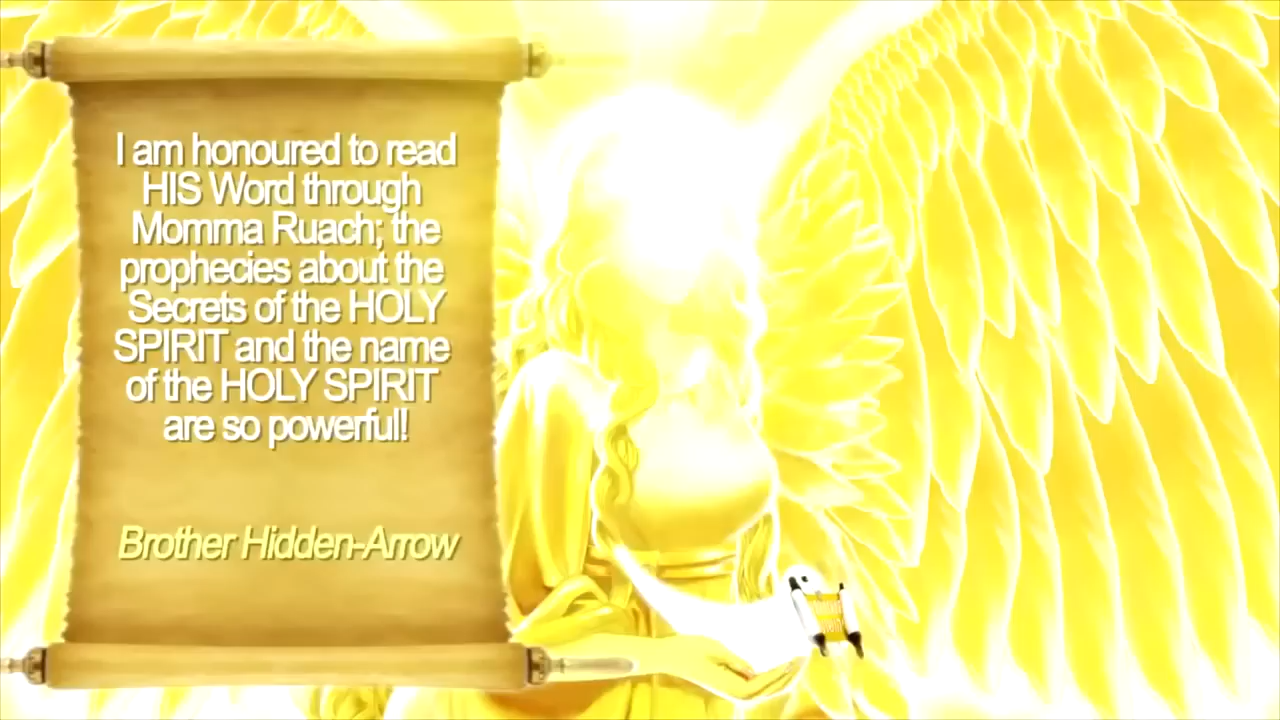 I am honoured to read
HIS Word through
Momma Ruach; the
prophecies about the
Secrets of the HOLY
SPIRIT and the name
of the HOLY SPIRIT
are so powerful!
Brother Hidden-Arrow